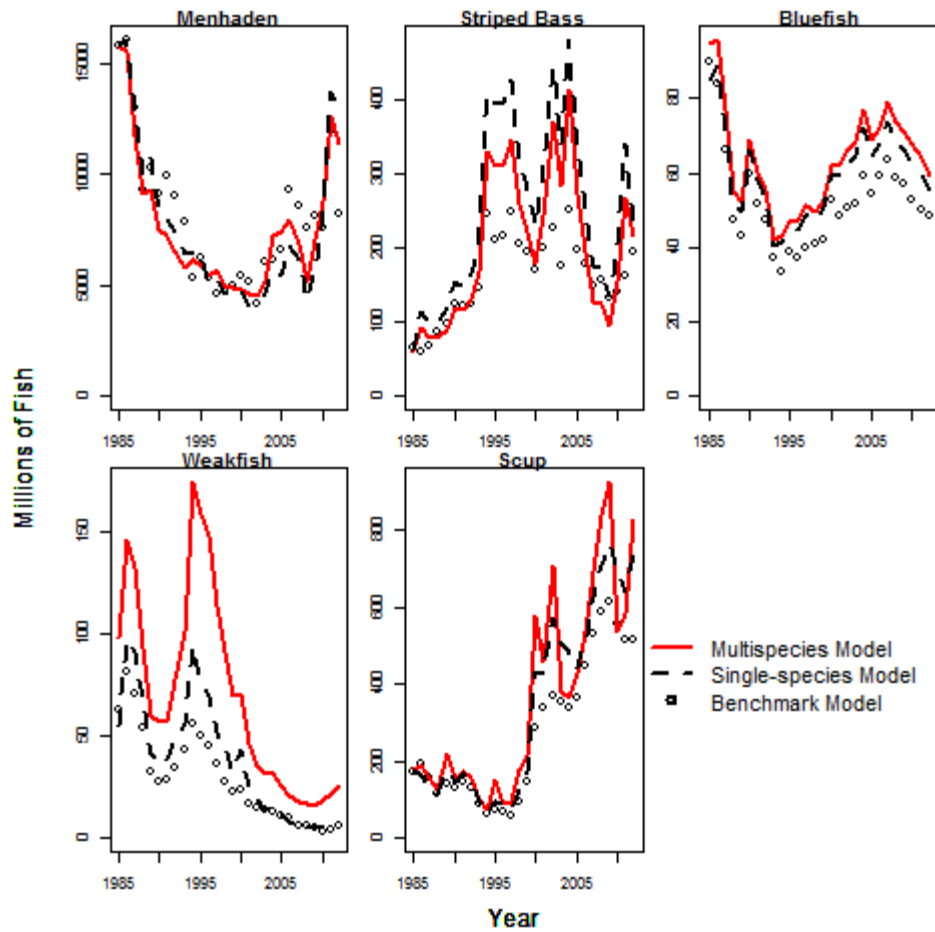 Menhaden
Striped Bass
Bluefish
15000
10000
5000
0
400
300
200
100
0
80
60
40
20
0
1985 1995 2005
1985 1995 2005
1985 1995 2005
Millions of Fish
Weakfish
Scup
150
100
50
0
800
600
400
200
0
1985 1995 2005
1985 1995 2005
Multispecies Model
Single-species Model
Benchmark Model
Year